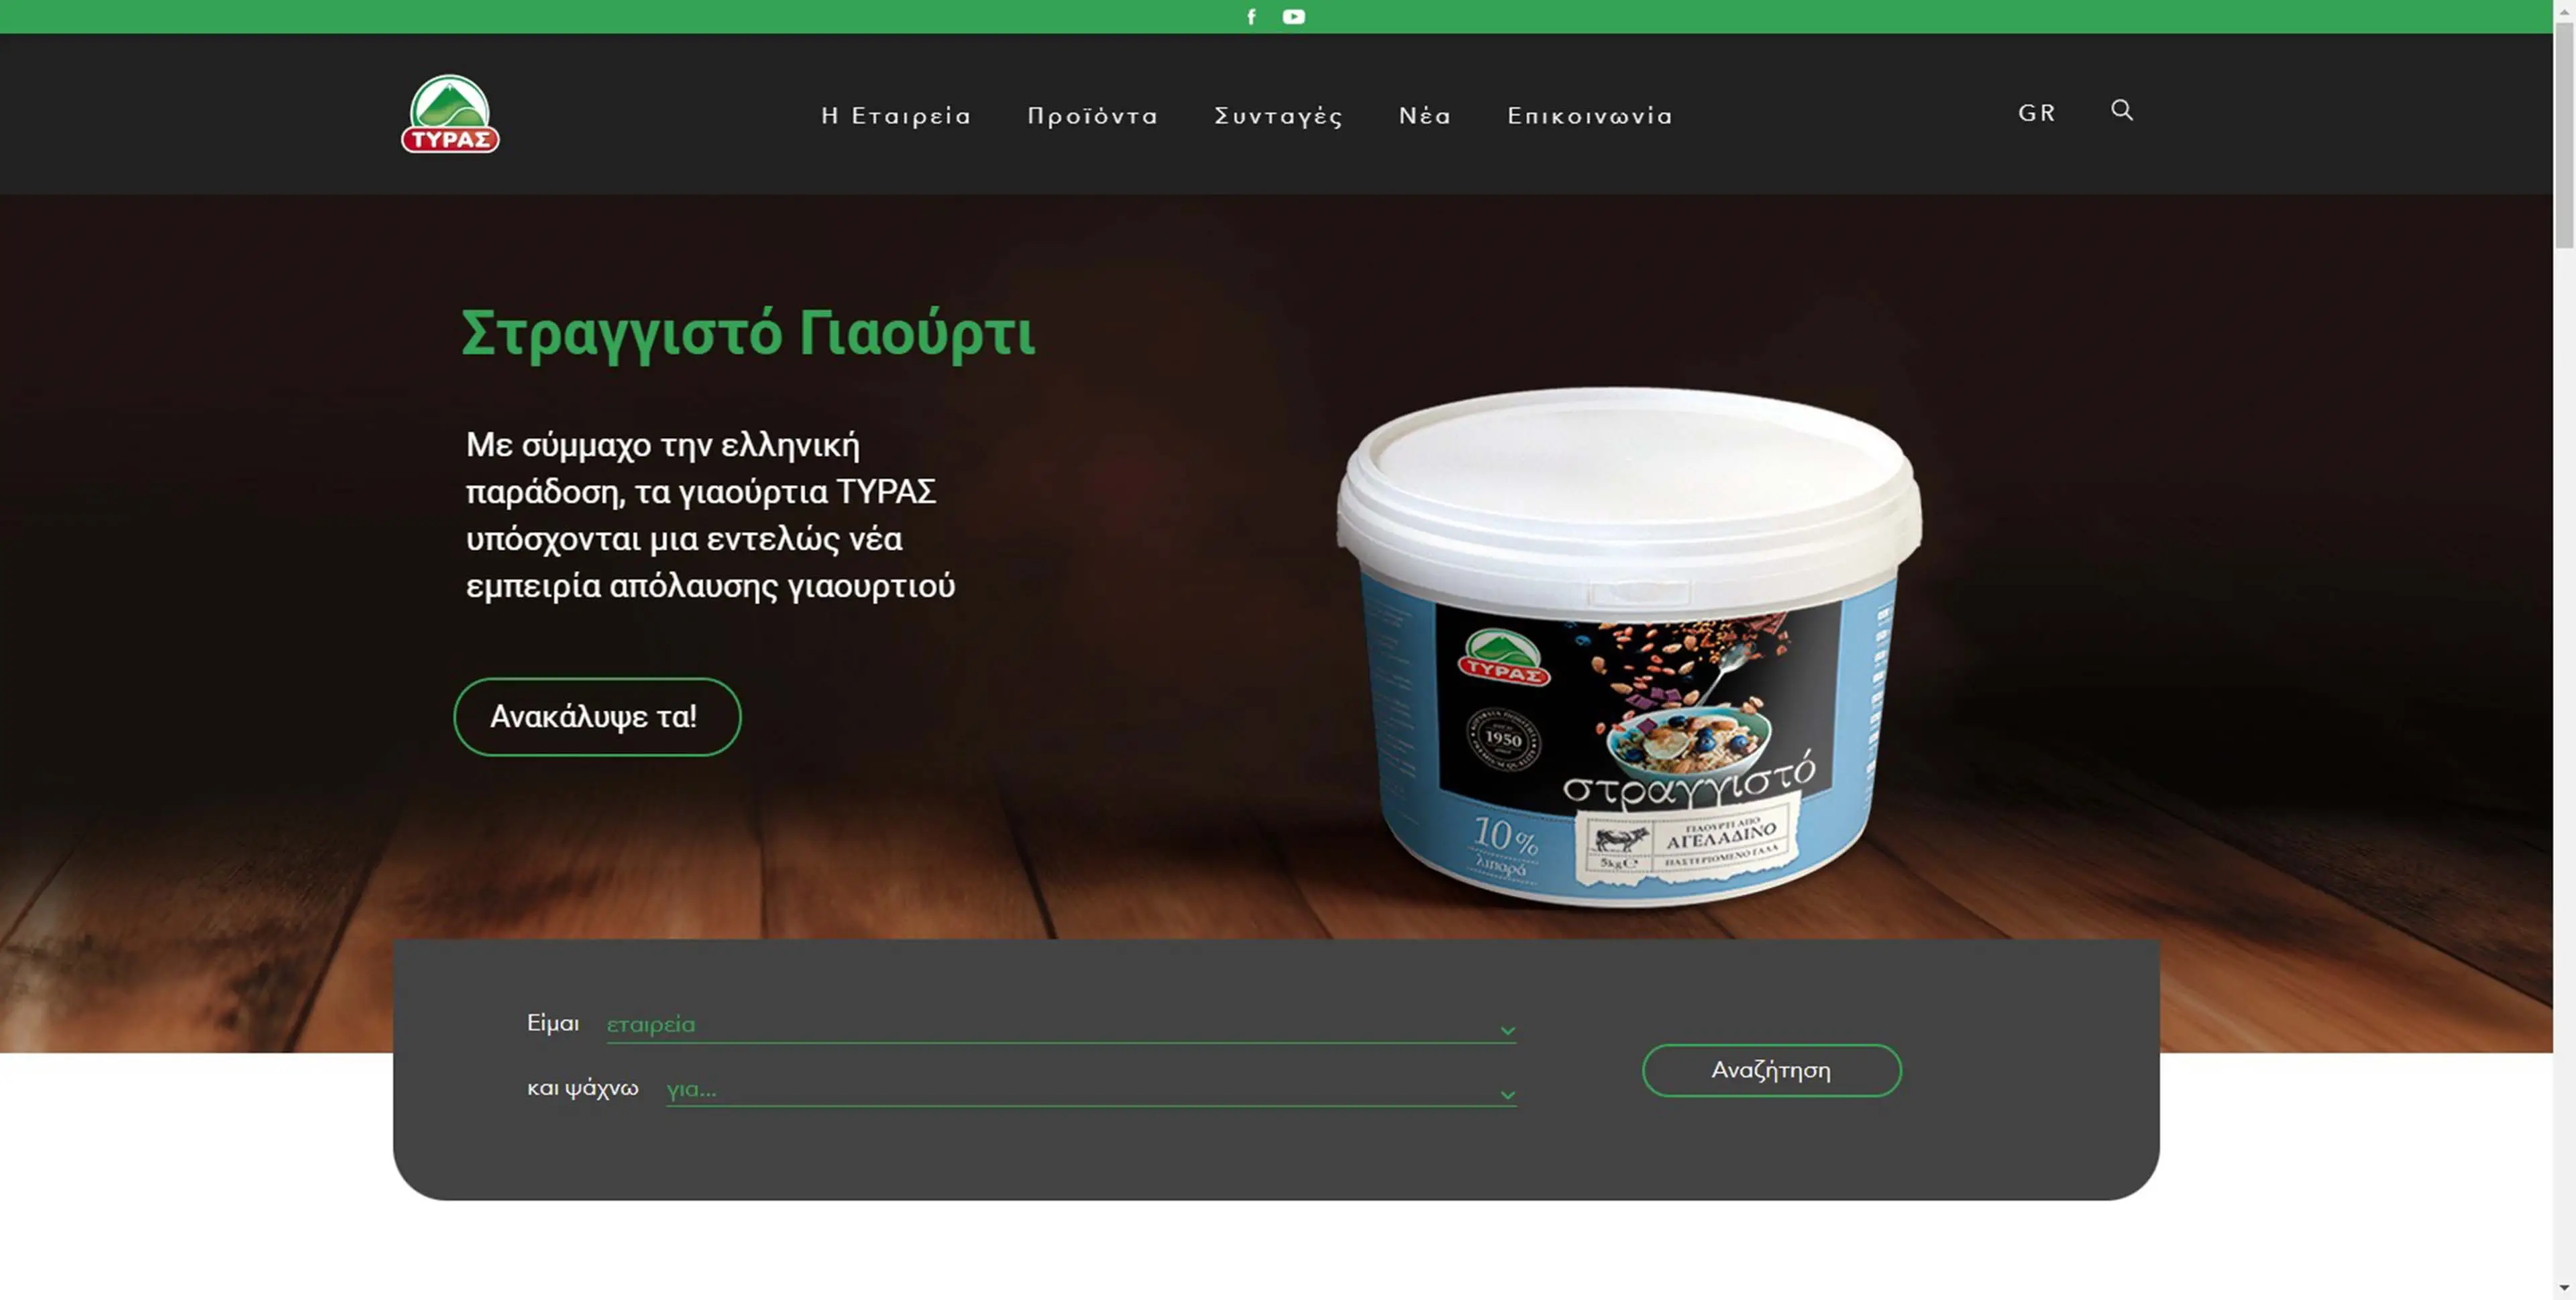 ΤΥΡΑΣ
Η Εταιρεία
Προϊόντα
Συνταγές
Νέα
Επικοινωνία
GR
Στραγγιστό Γιαούρτι
Με σύμμαχο την ελληνική
παράδοση, τα γιαούρτια ΤΥΡΑΣ
υπόσχονται μια εντελώς νέα
εμπειρία απόλαυσης γιαουρτιού
Ανακάλυψε τα!
ΤΥΡΑΣ
1950
στραγγιστό
10%
λιπαρά
ΓΙΑΟΥΡΤΙ ΑΠΟ
ΑΓΕΛΑΔΙΝΟ
ΠΑΣΤΕΡΙΩΜΕΝΟ ΓΑΛΑ
5kg
Είμαι εταιρεία
και ψάχνω για...
Αναζήτηση